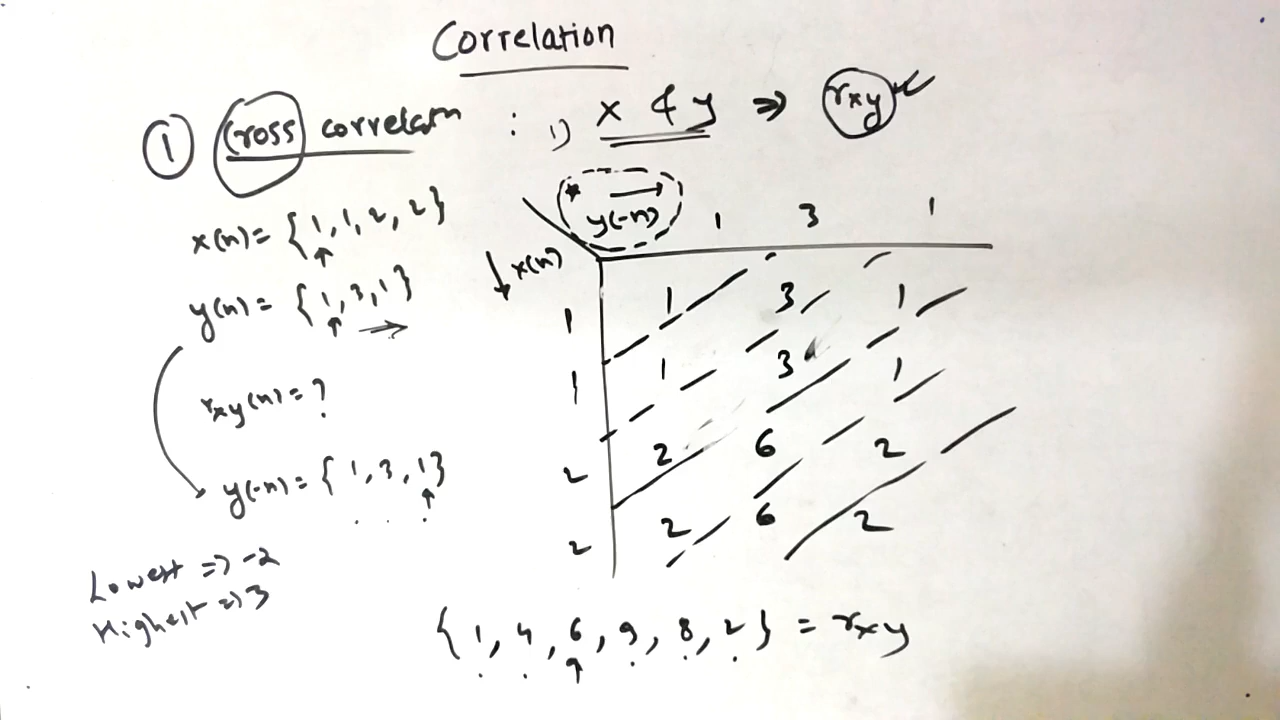 Correlation
① Cross correlatn : 1) x & y ⇒ rxy
x(n) = { 1, 1, 2, 2}
↑
y(n) = { 1, 3, 1}
↑ →
rxy(n) = ?
y(-n) = { 1, 3, 1}
↑
Lowest => -2
Highest => 3
* →
y(-n) 1 3 1
↓ x(n)
1 1 3 1
1 1 3 1
2 2 6 2
2 2 6 2
{ 1, 4, 6, 9, 8, 2 } = rxy
↑